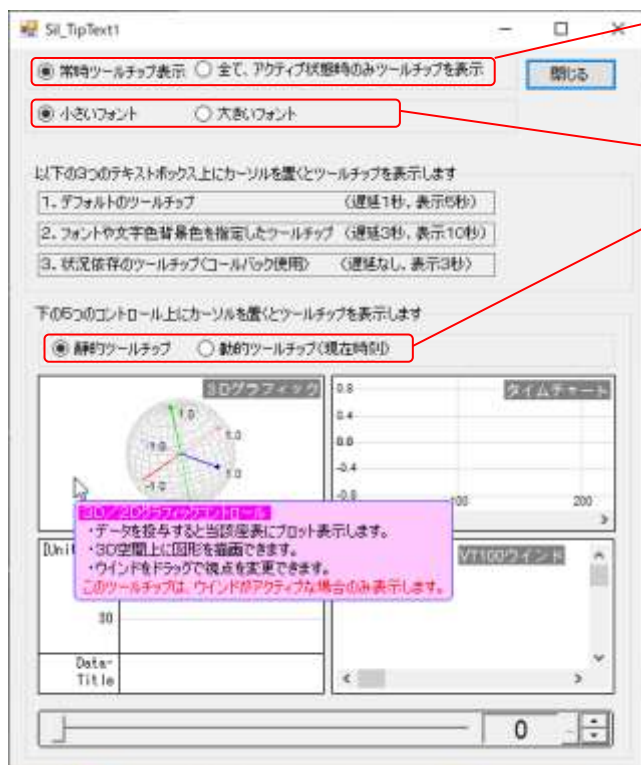 Sil_TipText1
常時ツールチップ表示 全て、アクティブ状態時のみツールチップを表示
閉じる
小さいフォント 大きいフォント
以下の3つのテキストボックス上にカーソルを置くとツールチップを表示します
1. デフォルトのツールチップ (遅延1秒、表示5秒)
2. フォントや文字色背景色を指定したツールチップ (遅延3秒、表示10秒)
3. 状況依存のツールチップ(コールバック使用) (遅延なし、表示3秒)
下の5つのコントロール上にカーソルを置くとツールチップを表示します
静的ツールチップ 動的ツールチップ(現在時刻)
3Dグラフィック
1.0
1.0
-1.0
1.0
-1.0
タイムチャート
0.8
0.4
0.0
-0.4
-0.8
100 200
3D/2Dグラフィックコントロール
・データを投与すると当該座表にプロット表示します。
・3D空間上に図形を描画できます。
・ウインドをドラッグで視点を変更できます。
このツールチップは、ウインドがアクティブな場合のみ表示します。
[Unit
30
Data-
Title
VT100ウインド
0